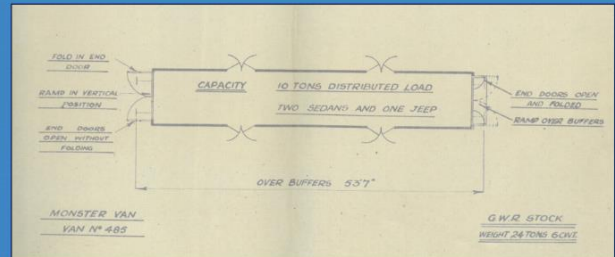 FOLD IN END
DOOR
RAMP IN VERTICAL
POSITION
END DOORS
OPEN WITHOUT
FOLDING
CAPACITY 10 TONS DISTRIBUTED LOAD
TWO SEDANS AND ONE JEEP
END DOORS OPEN
AND FOLDED
RAMP OVER BUFFERS
OVER BUFFERS 55'7"
MONSTER VAN
VAN Nº 485
G.W.R STOCK
WEIGHT 24 TONS 6 CWT.